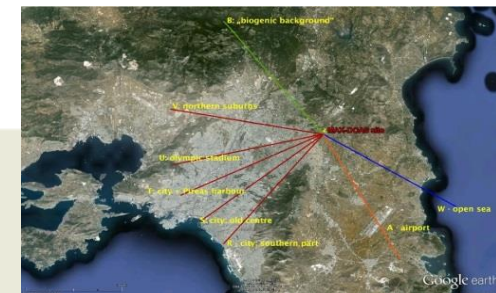 B: „biogenic background"
V: northern suburbs
MAX-DOAS site
U: olympic stadium
T: city - Pireas harbour
S: city, old centre
R: city, southern part
W - open sea
A - airport
Google earth